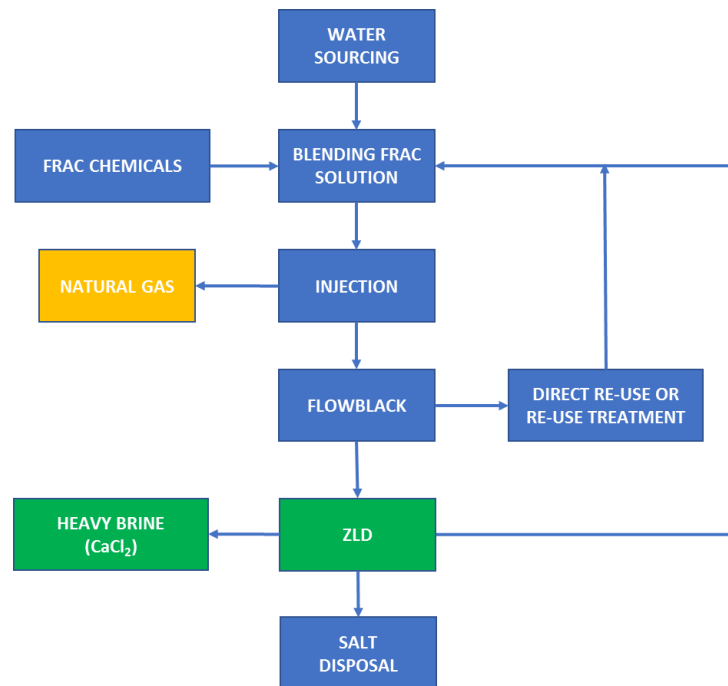 WATER
SOURCING
FRAC CHEMICALS
BLENDING FRAC
SOLUTION
NATURAL GAS
INJECTION
FLOWBLACK
DIRECT RE-USE OR
RE-USE TREATMENT
HEAVY BRINE
(CaCl₂)
ZLD
SALT
DISPOSAL